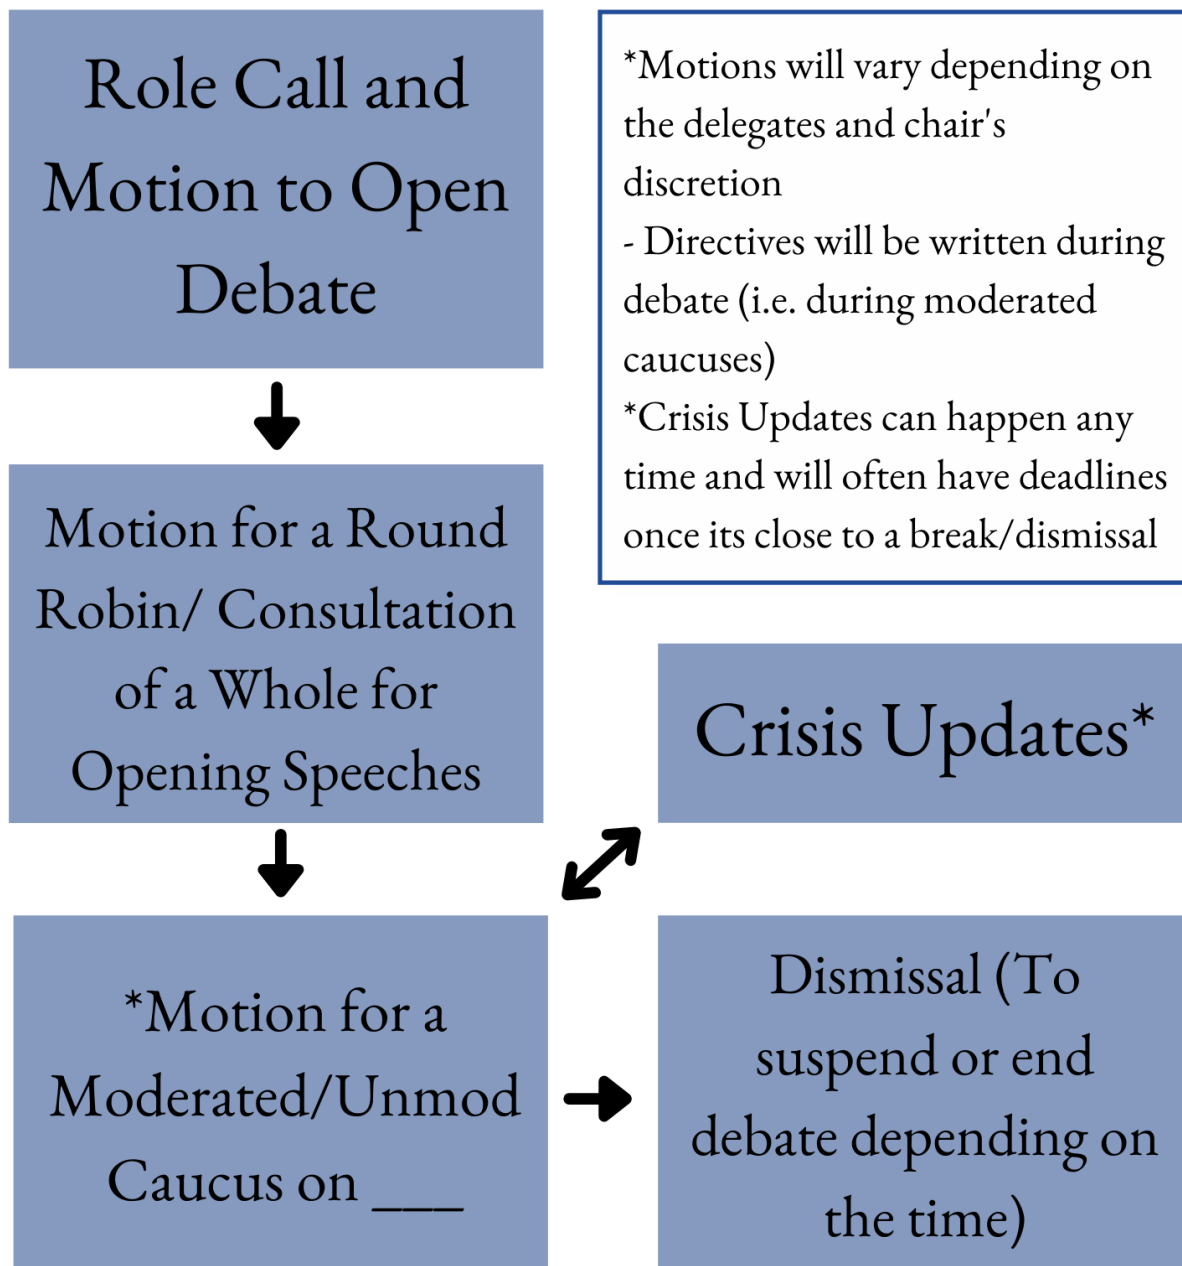 Role Call and
Motion to Open
Debate
*Motions will vary depending on
the delegates and chair's
discretion
- Directives will be written during
debate (i.e. during moderated
caucuses)
*Crisis Updates can happen any
time and will often have deadlines
once its close to a break/dismissal
Motion for a Round
Robin/ Consultation
of a Whole for
Opening Speeches
Crisis Updates*
*Motion for a
Moderated/Unmod
Caucus on ___
Dismissal (To
suspend or end
debate depending on
the time)